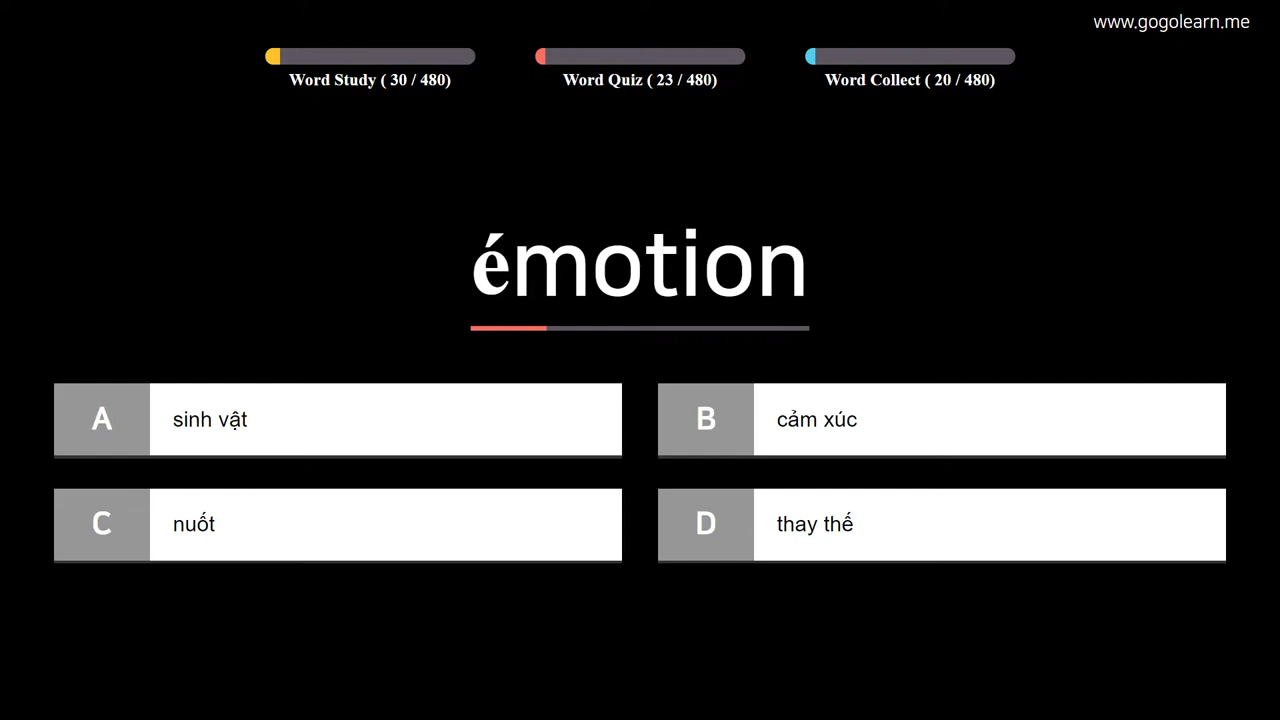 www.gogolearn.me
Word Study ( 30 / 480)
Word Quiz ( 23 / 480)
Word Collect ( 20 / 480)
émotion
A sinh vật
B cảm xúc
C nuốt
D thay thế